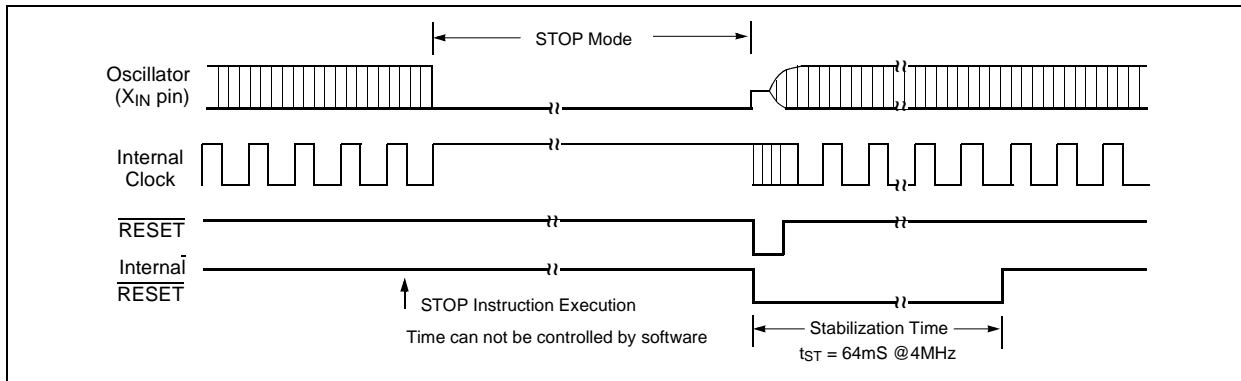 STOP Mode
Oscillator
(XIN pin)
Internal
Clock
RESET
Internal
RESET
STOP Instruction Execution
Time can not be controlled by software
Stabilization Time
tST = 64mS @4MHz